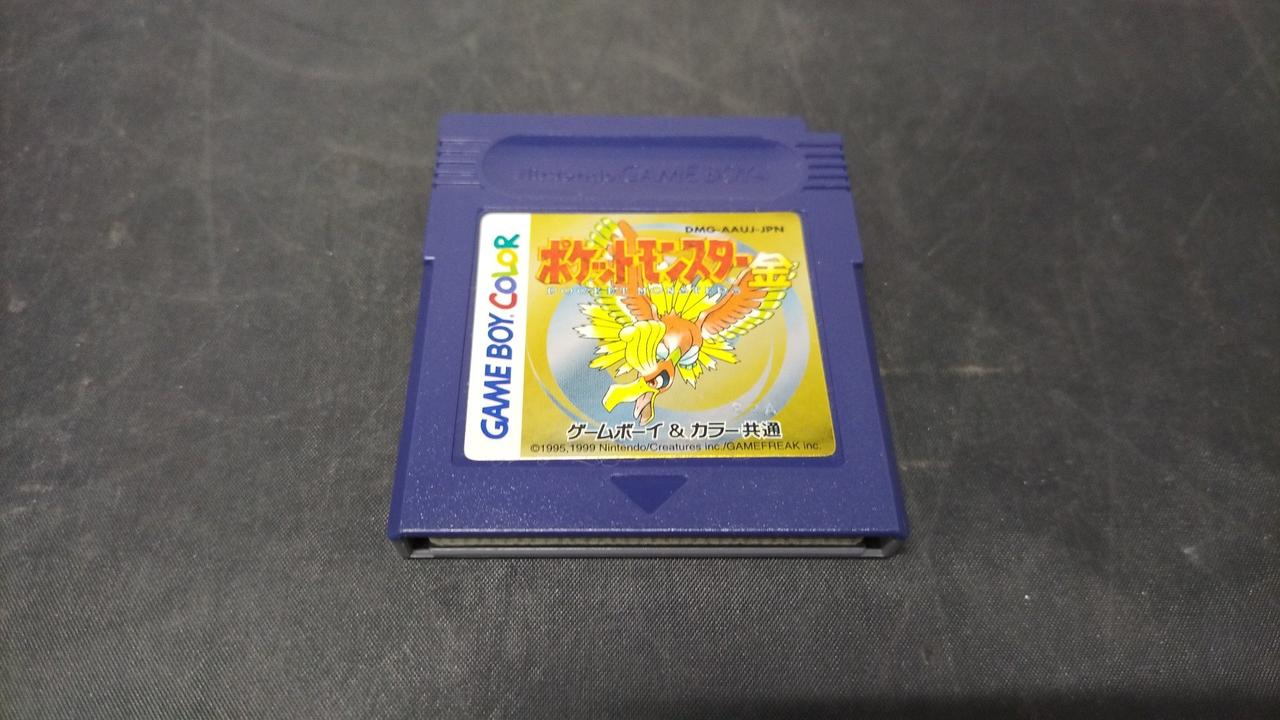 Nintendo GAME BOY
GAME BOY COLOR
DMG-AAUJ-JPN
ポケットモンスター金
POCKET MONSTERS
ゲームボーイ & カラー共通
©1995,1999 Nintendo/Creatures inc./GAMEFREAK inc.